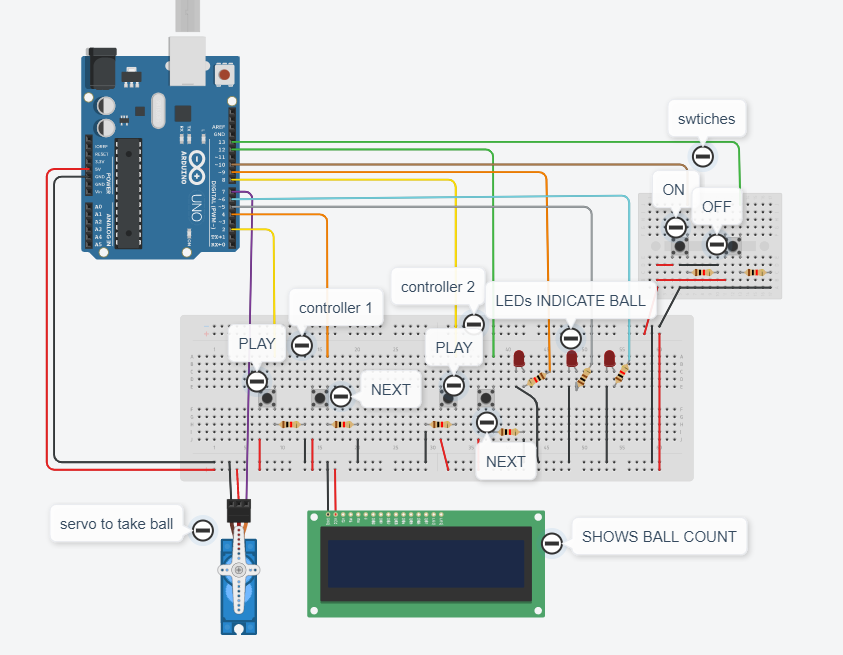 AREF
GND
13
12
~11
~10
~9
8
7
~6
~5
4
~3
2
TX→1
RX←0
IOREF
RESET
3.3V
5V
GND
GND
Vin
A0
A1
A2
A3
A4
A5
POWER
ANALOG IN
DIGITAL (PWM~)
ARDUINO
UNO
swtiches
ON
OFF
controller 2
controller 1
LEDs INDICATE BALL
PLAY
PLAY
NEXT
NEXT
servo to take ball
SHOWS BALL COUNT